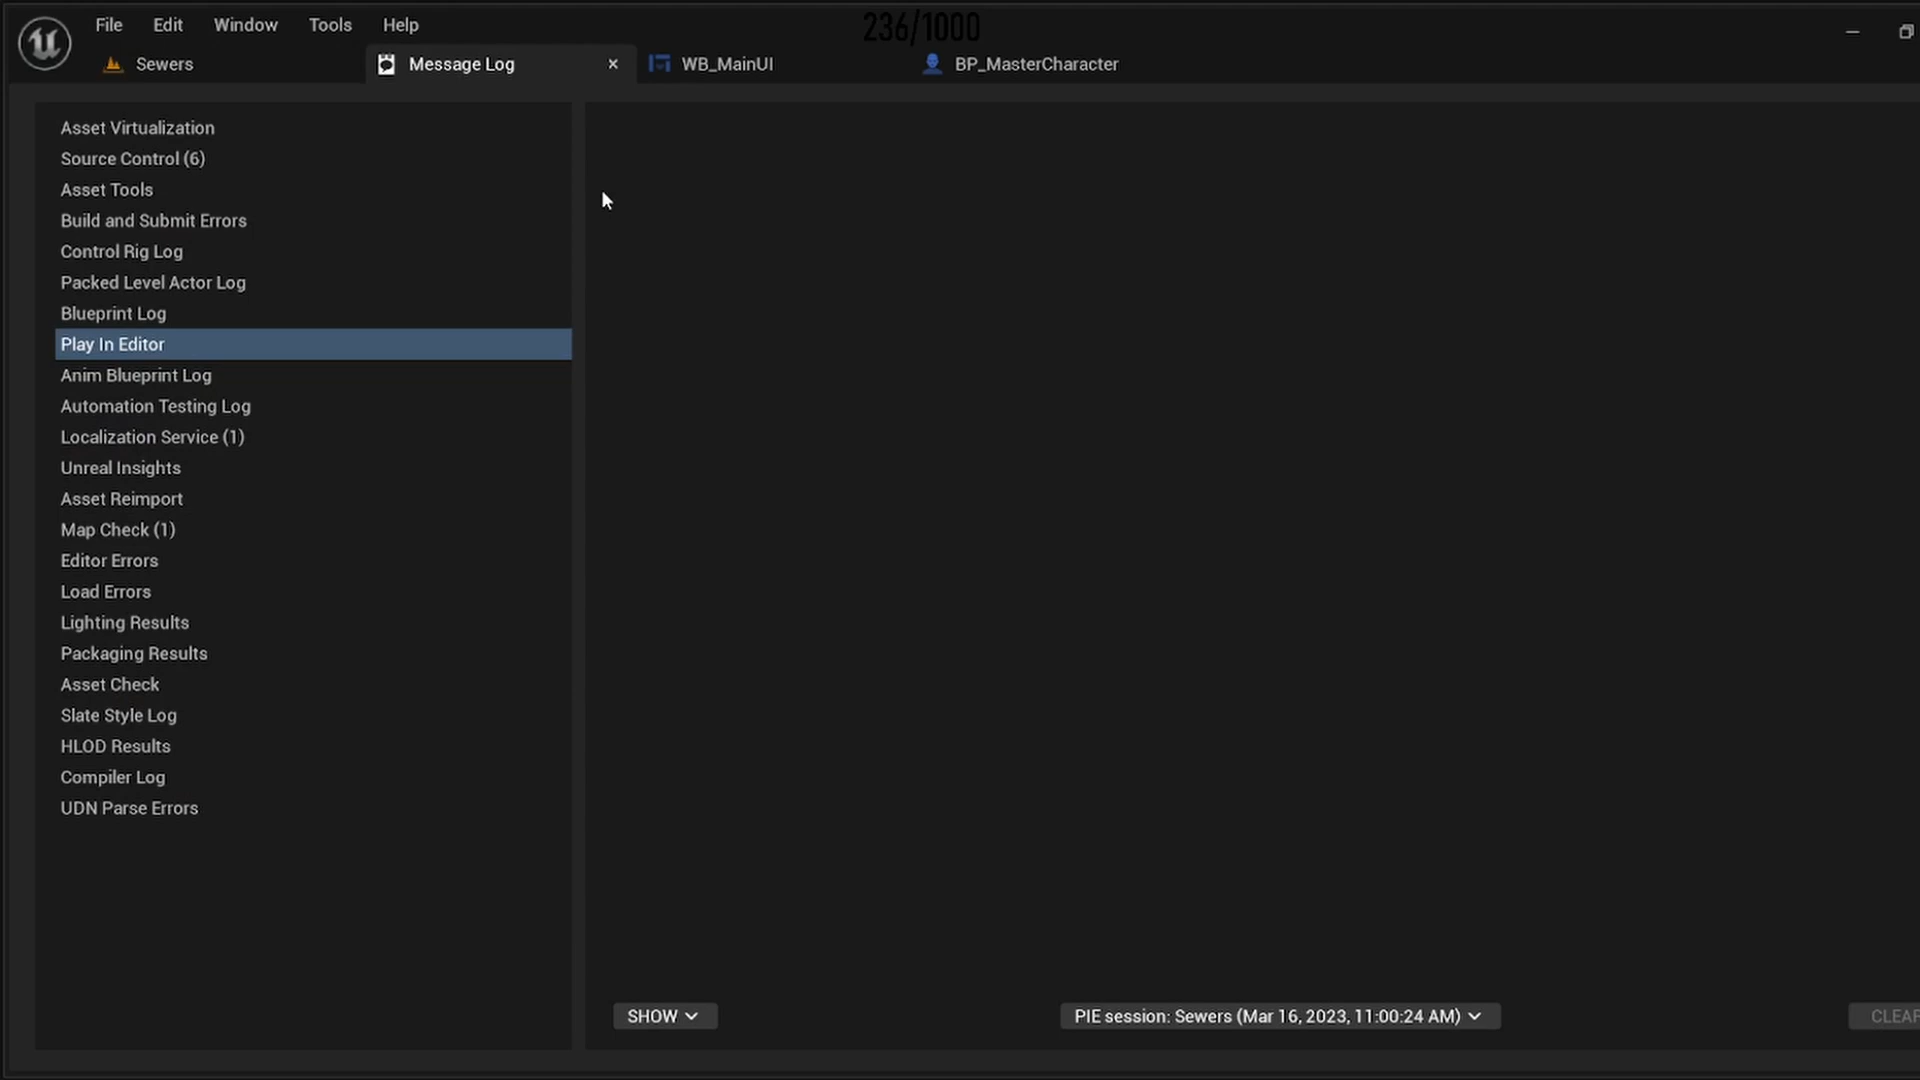 File Edit Window Tools Help
236/1000
Sewers
Message Log
WB_MainUI
BP_MasterCharacter
Asset Virtualization
Source Control (6)
Asset Tools
Build and Submit Errors
Control Rig Log
Packed Level Actor Log
Blueprint Log
Play In Editor
Anim Blueprint Log
Automation Testing Log
Localization Service (1)
Unreal Insights
Asset Reimport
Map Check (1)
Editor Errors
Load Errors
Lighting Results
Packaging Results
Asset Check
Slate Style Log
HLOD Results
Compiler Log
UDN Parse Errors
SHOW
PIE session: Sewers (Mar 16, 2023, 11:00:24 AM)
CLEAR